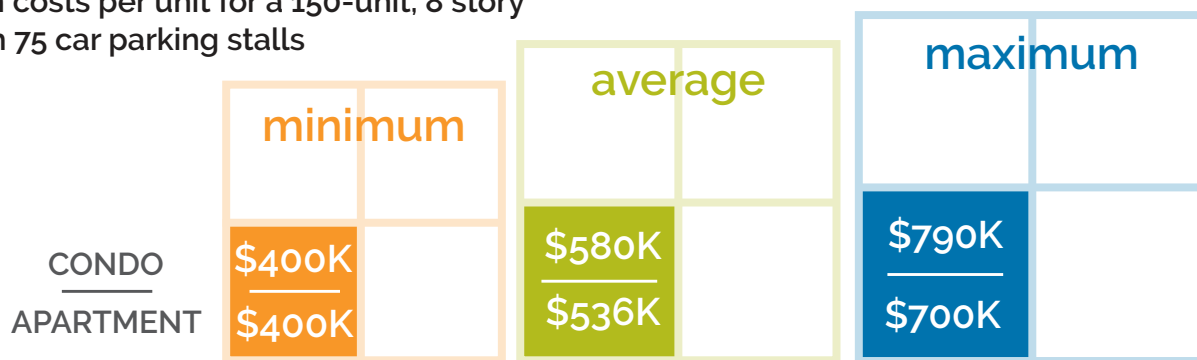 costs per unit for a 150-unit, 8 story
75 car parking stalls
minimum
average
maximum
CONDO
APARTMENT
$400K
$400K
$580K
$536K
$790K
$700K